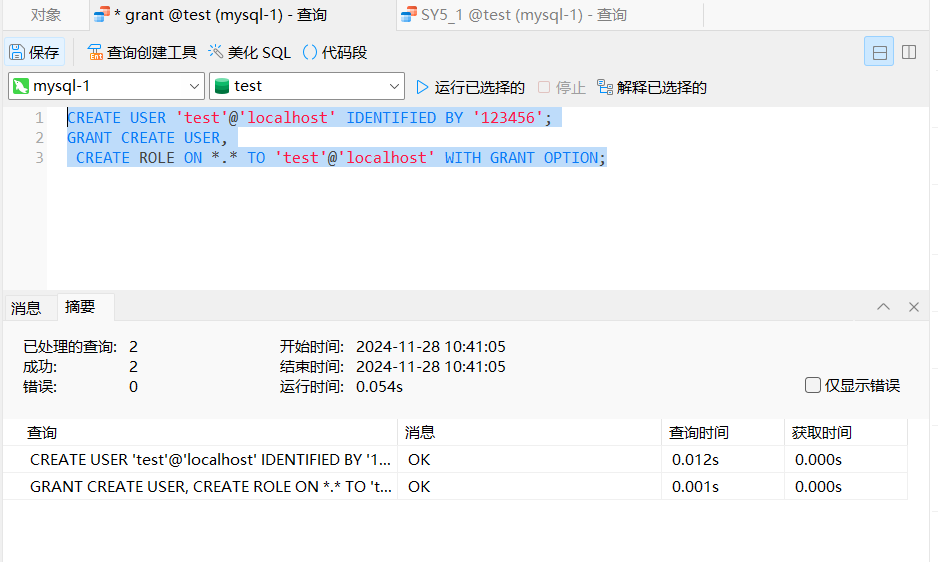 对象 * grant @test (mysql-1) - 查询 SY5_1 @test (mysql-1) - 查询
保存 查询创建工具 美化 SQL () 代码段
mysql-1 test 运行已选择的 停止 解释已选择的
1 CREATE USER 'test'@'localhost' IDENTIFIED BY '123456';
2 GRANT CREATE USER,
3 CREATE ROLE ON *.* TO 'test'@'localhost' WITH GRANT OPTION;
消息 摘要
已处理的查询: 2 开始时间: 2024-11-28 10:41:05
成功: 2 结束时间: 2024-11-28 10:41:05
错误: 0 运行时间: 0.054s
仅显示错误
查询 消息 查询时间 获取时间
CREATE USER 'test'@'localhost' IDENTIFIED BY '1... OK 0.012s 0.000s
GRANT CREATE USER, CREATE ROLE ON *.* TO 't... OK 0.001s 0.000s